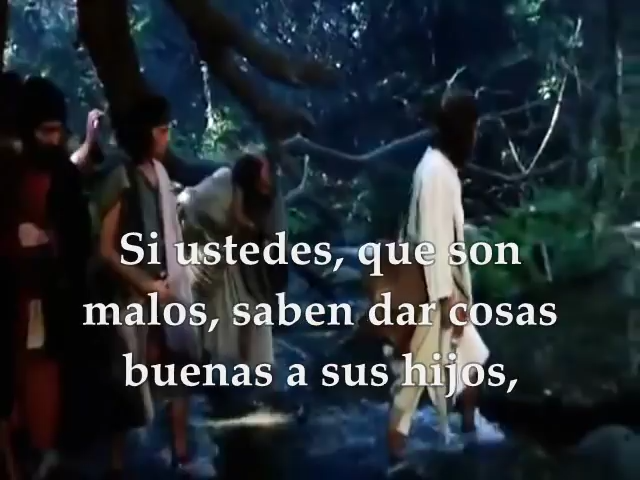 Si ustedes, que son
malos, saben dar cosas
buenas a sus hijos,